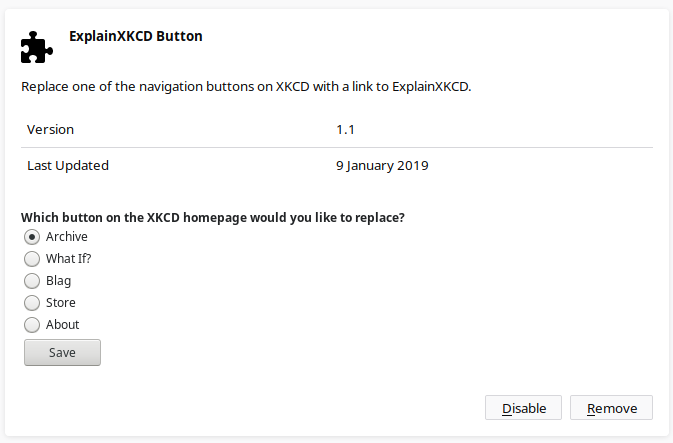 ExplainXKCD Button
Replace one of the navigation buttons on XKCD with a link to ExplainXKCD.
Version 1.1
Last Updated 9 January 2019
Which button on the XKCD homepage would you like to replace?
Archive
What If?
Blag
Store
About
Save
Disable Remove